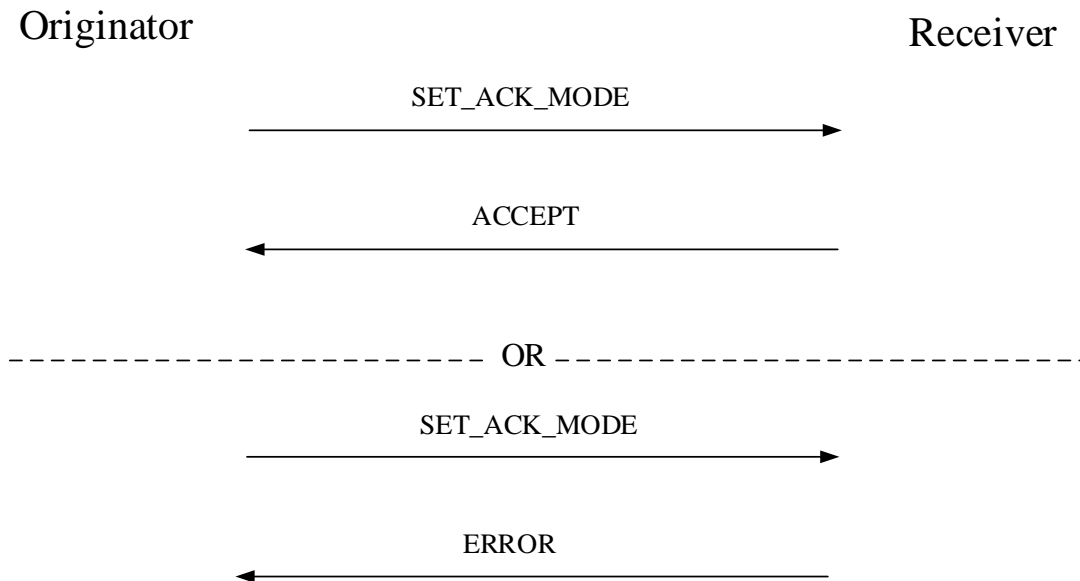 Originator
Receiver
SET_ACK_MODE
ACCEPT
OR
SET_ACK_MODE
ERROR